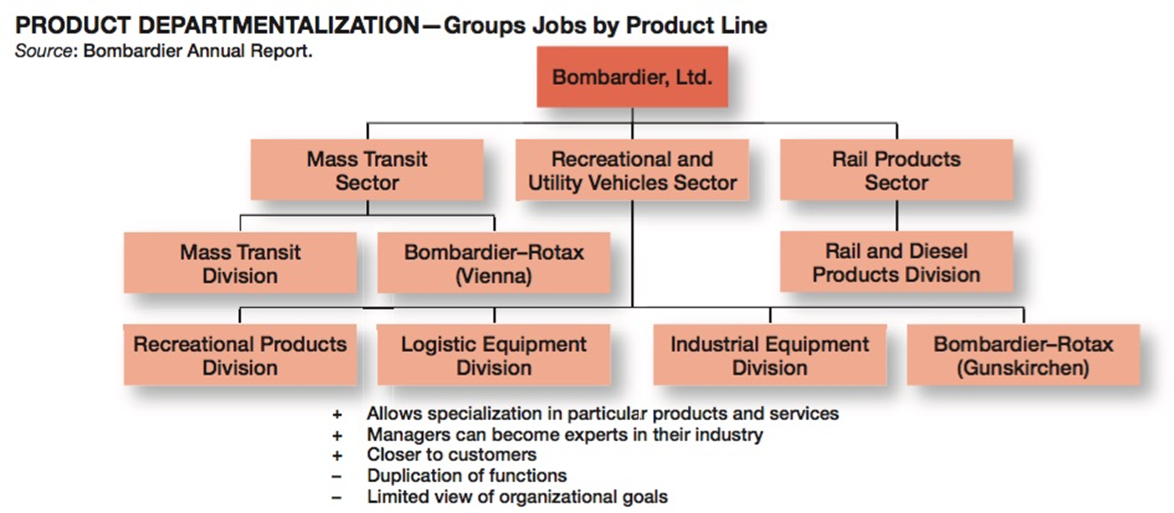 PRODUCT DEPARTMENTALIZATION—Groups Jobs by Product Line
Source: Bombardier Annual Report.
Bombardier, Ltd.
Mass Transit
Sector
Recreational and
Utility Vehicles Sector
Rail Products
Sector
Mass Transit
Division
Bombardier–Rotax
(Vienna)
Rail and Diesel
Products Division
Recreational Products
Division
Logistic Equipment
Division
Industrial Equipment
Division
Bombardier–Rotax
(Gunskirchen)
+ Allows specialization in particular products and services
+ Managers can become experts in their industry
+ Closer to customers
– Duplication of functions
– Limited view of organizational goals